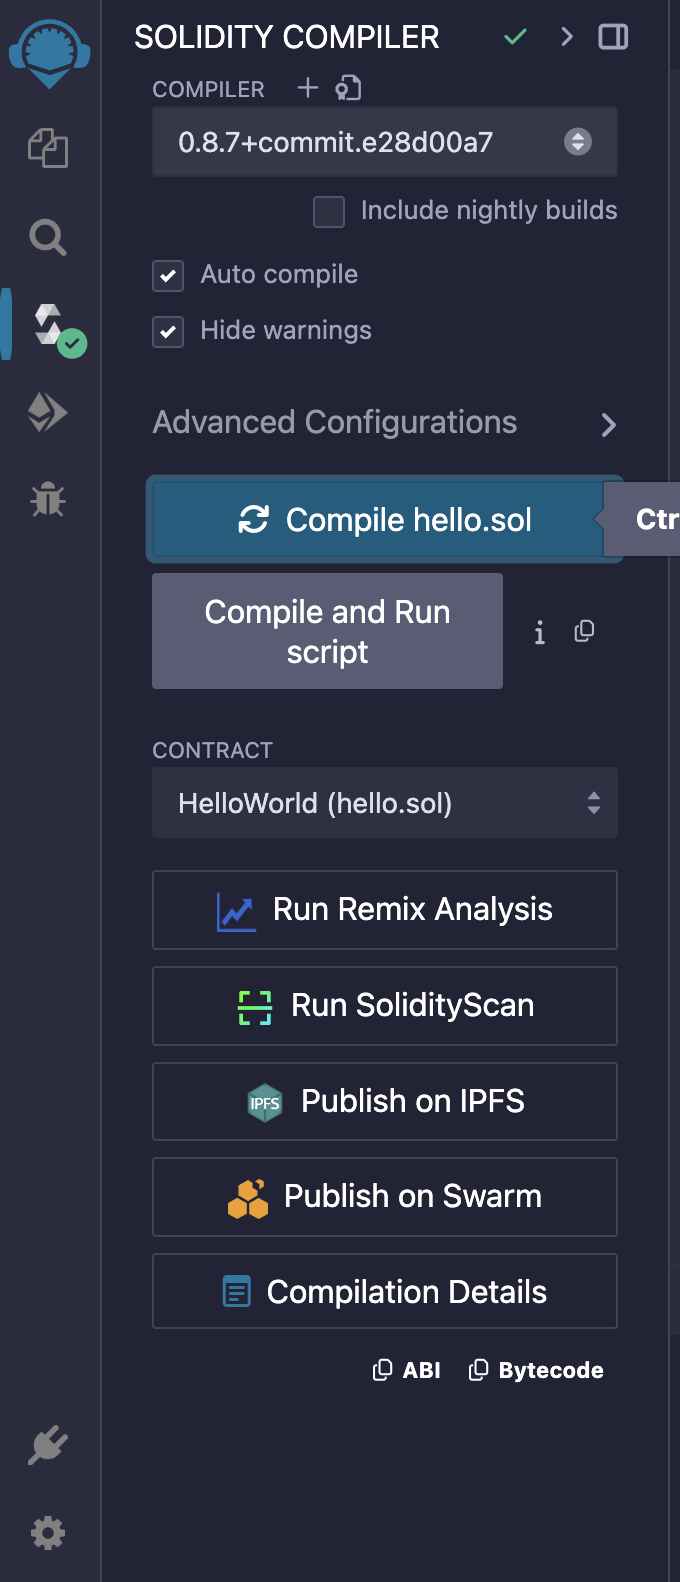 SOLIDITY COMPILER
COMPILER
0.8.7+commit.e28d00a7
Include nightly builds
Auto compile
Hide warnings
Advanced Configurations
Compile hello.sol
Ctr
Compile and Run
script
CONTRACT
HelloWorld (hello.sol)
Run Remix Analysis
Run SolidityScan
IPFS
Publish on IPFS
Publish on Swarm
Compilation Details
ABI
Bytecode